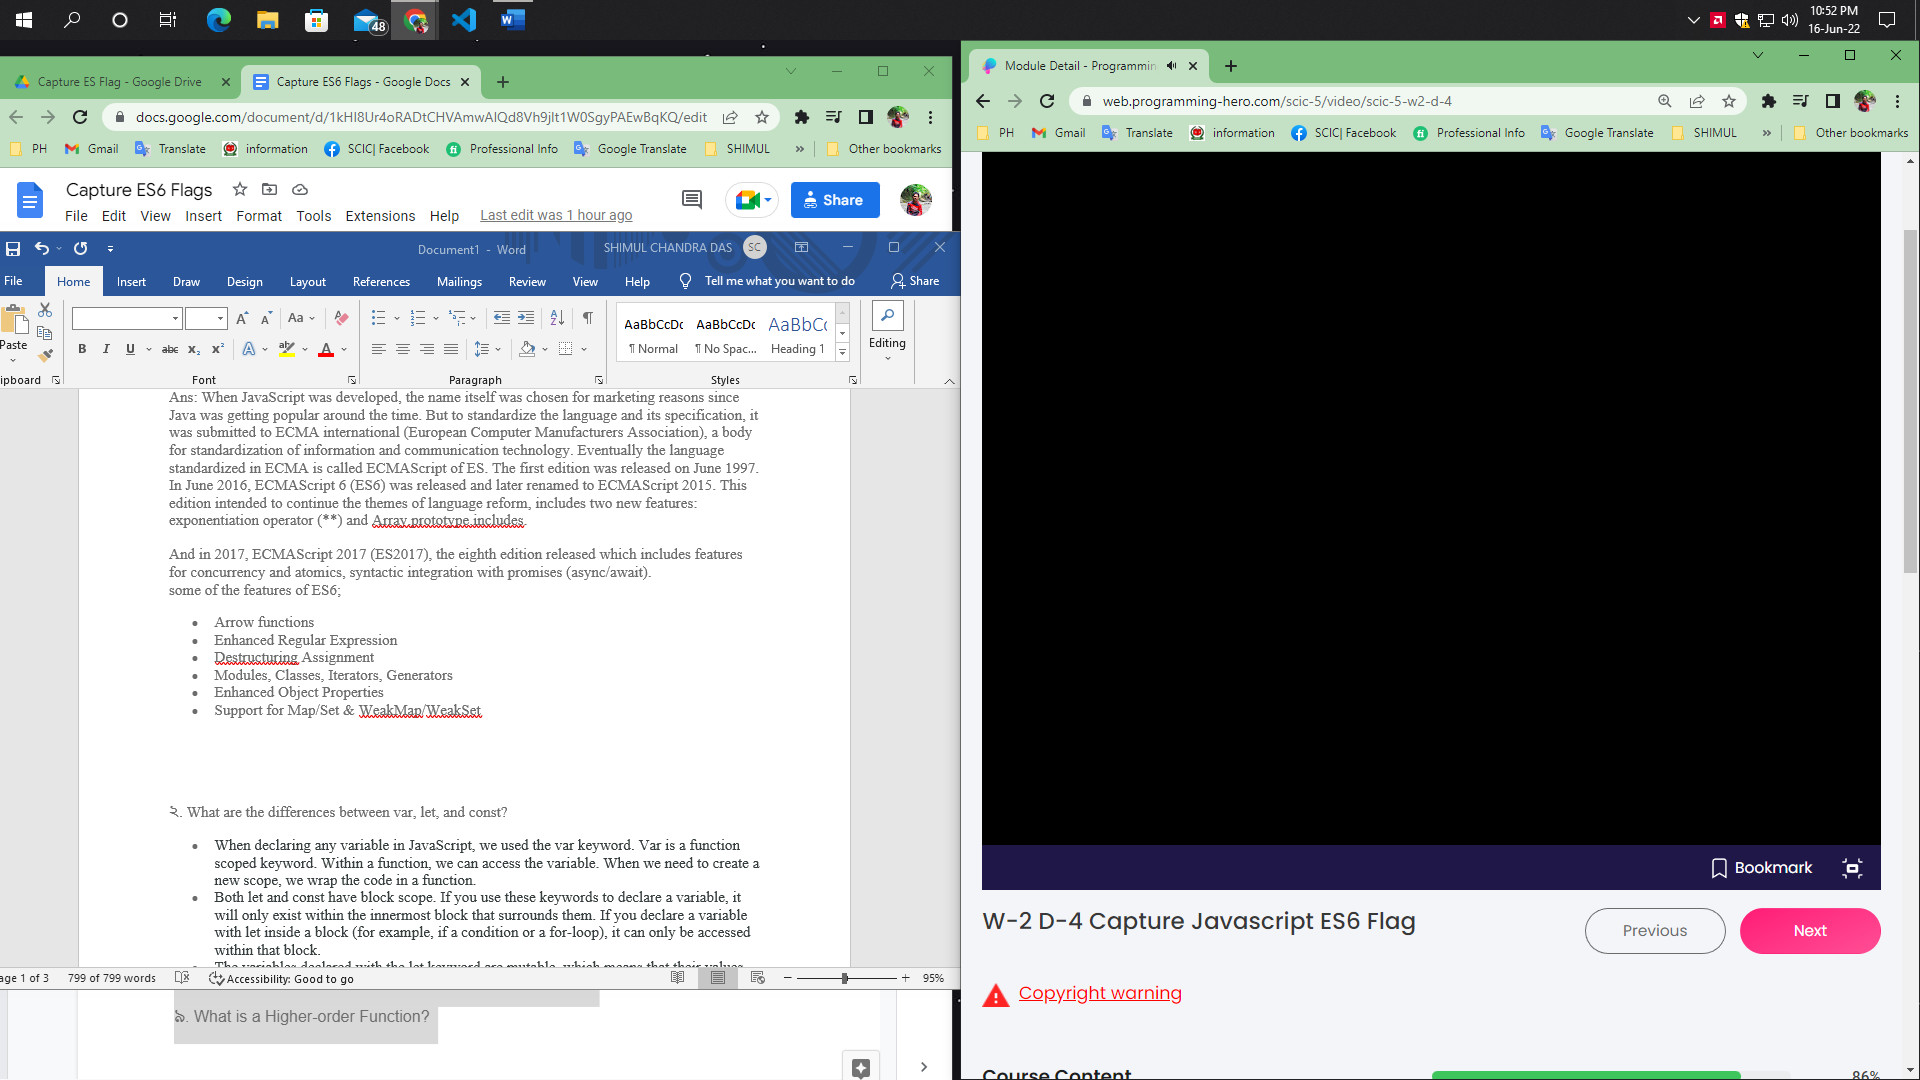 48
10:52 PM
16-Jun-22
Capture ES Flag - Google Drive
Capture ES6 Flags - Google Docs
docs.google.com/document/d/1kHI8Ur4oRADtCHVAmwAIQd8Vh9jlt1W0SgyPAEwBqKQ/edit
PH
Gmail
Translate
information
SCIC| Facebook
Professional Info
Google Translate
SHIMUL
»
Other bookmarks
Capture ES6 Flags
File Edit View Insert Format Tools Extensions Help
Last edit was 1 hour ago
Share
Document1 - Word
SHIMUL CHANDRA DAS
SC
File Home Insert Draw Design Layout References Mailings Review View Help
Tell me what you want to do
Share
Paste
ipboard
Aa
B I U abc x₂ x²
A
Font
Paragraph
AaBbCcDc
¶ Normal
AaBbCcDc
¶ No Spac...
AaBbC
Heading 1
Styles
Editing
Ans: When JavaScript was developed, the name itself was chosen for marketing reasons since
Java was getting popular around the time. But to standardize the language and its specification, it
was submitted to ECMA international (European Computer Manufacturers Association), a body
for standardization of information and communication technology. Eventually the language
standardized in ECMA is called ECMAScript of ES. The first edition was released on June 1997.
In June 2016, ECMAScript 6 (ES6) was released and later renamed to ECMAScript 2015. This
edition intended to continue the themes of language reform, includes two new features:
exponentiation operator (**) and Array.prototype.includes.
And in 2017, ECMAScript 2017 (ES2017), the eighth edition released which includes features
for concurrency and atomics, syntactic integration with promises (async/await).
some of the features of ES6;
• Arrow functions
• Enhanced Regular Expression
• Destructuring Assignment
• Modules, Classes, Iterators, Generators
• Enhanced Object Properties
• Support for Map/Set & WeakMap/WeakSet
২. What are the differences between var, let, and const?
• When declaring any variable in JavaScript, we used the var keyword. Var is a function
scoped keyword. Within a function, we can access the variable. When we need to create a
new scope, we wrap the code in a function.
• Both let and const have block scope. If you use these keywords to declare a variable, it
will only exist within the innermost block that surrounds them. If you declare a variable
with let inside a block (for example, if a condition or a for-loop), it can only be accessed
within that block.
• The variables declared with the let keyword are mutable, which means that their values
age 1 of 3
799 of 799 words
Accessibility: Good to go
95%
৯. What is a Higher-order Function?
Module Detail - Programmin
web.programming-hero.com/scic-5/video/scic-5-w2-d-4
PH
Gmail
Translate
information
SCIC| Facebook
Professional Info
Google Translate
SHIMUL
»
Other bookmarks
Bookmark
W-2 D-4 Capture Javascript ES6 Flag
Previous
Next
Copyright warning
Course Content
86%